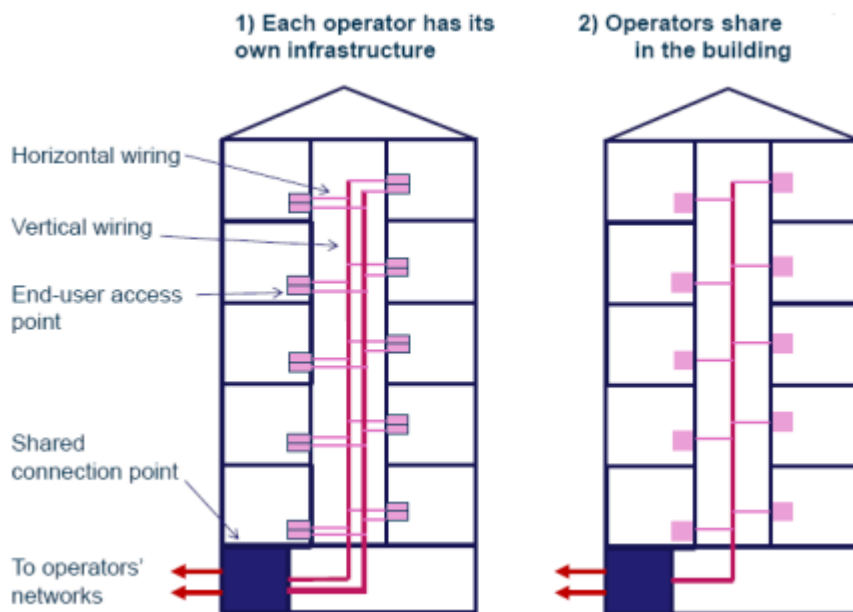 1) Each operator has its
own infrastructure
2) Operators share
in the building
Horizontal wiring
Vertical wiring
End-user access
point
Shared
connection point
To operators'
networks